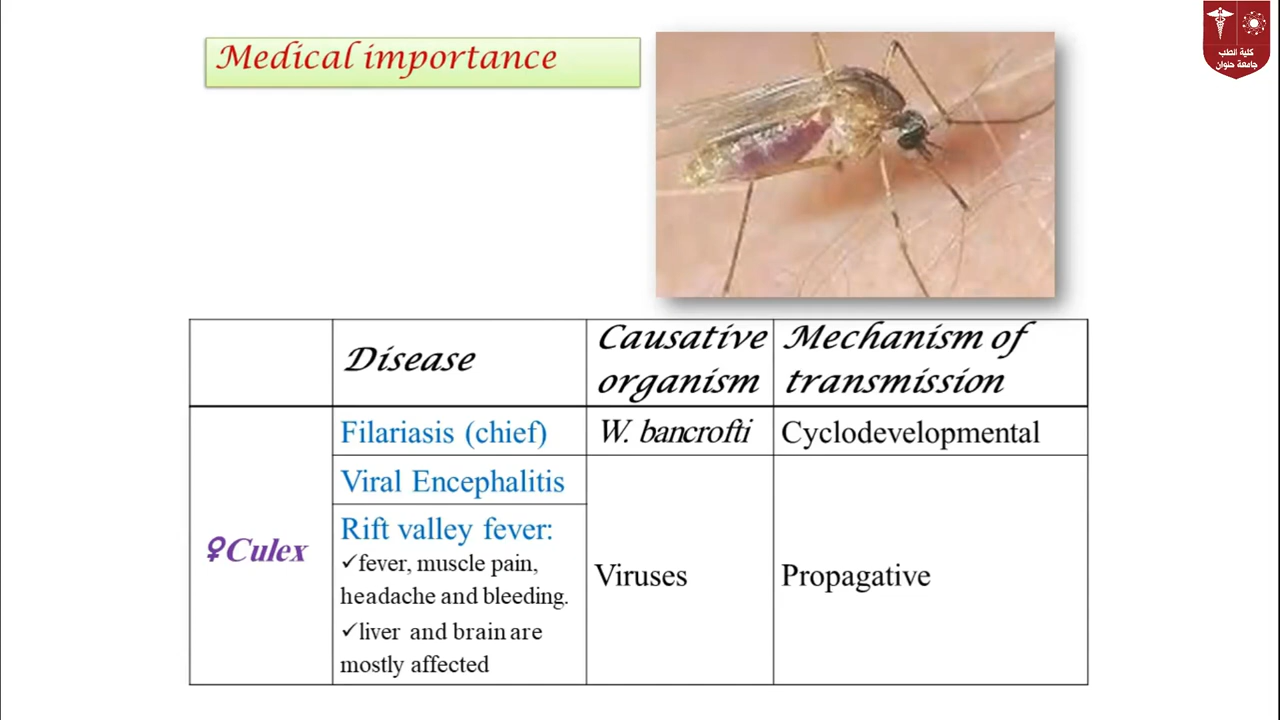 Medical importance
كلية الطب
جامعة حلوان
Disease
Causative organism
Mechanism of transmission
♀Culex
Filariasis (chief)
W. bancrofti
Cyclodevelopmental
Viral Encephalitis
Rift valley fever:
✓fever, muscle pain,
headache and bleeding.
✓liver and brain are
mostly affected
Viruses
Propagative